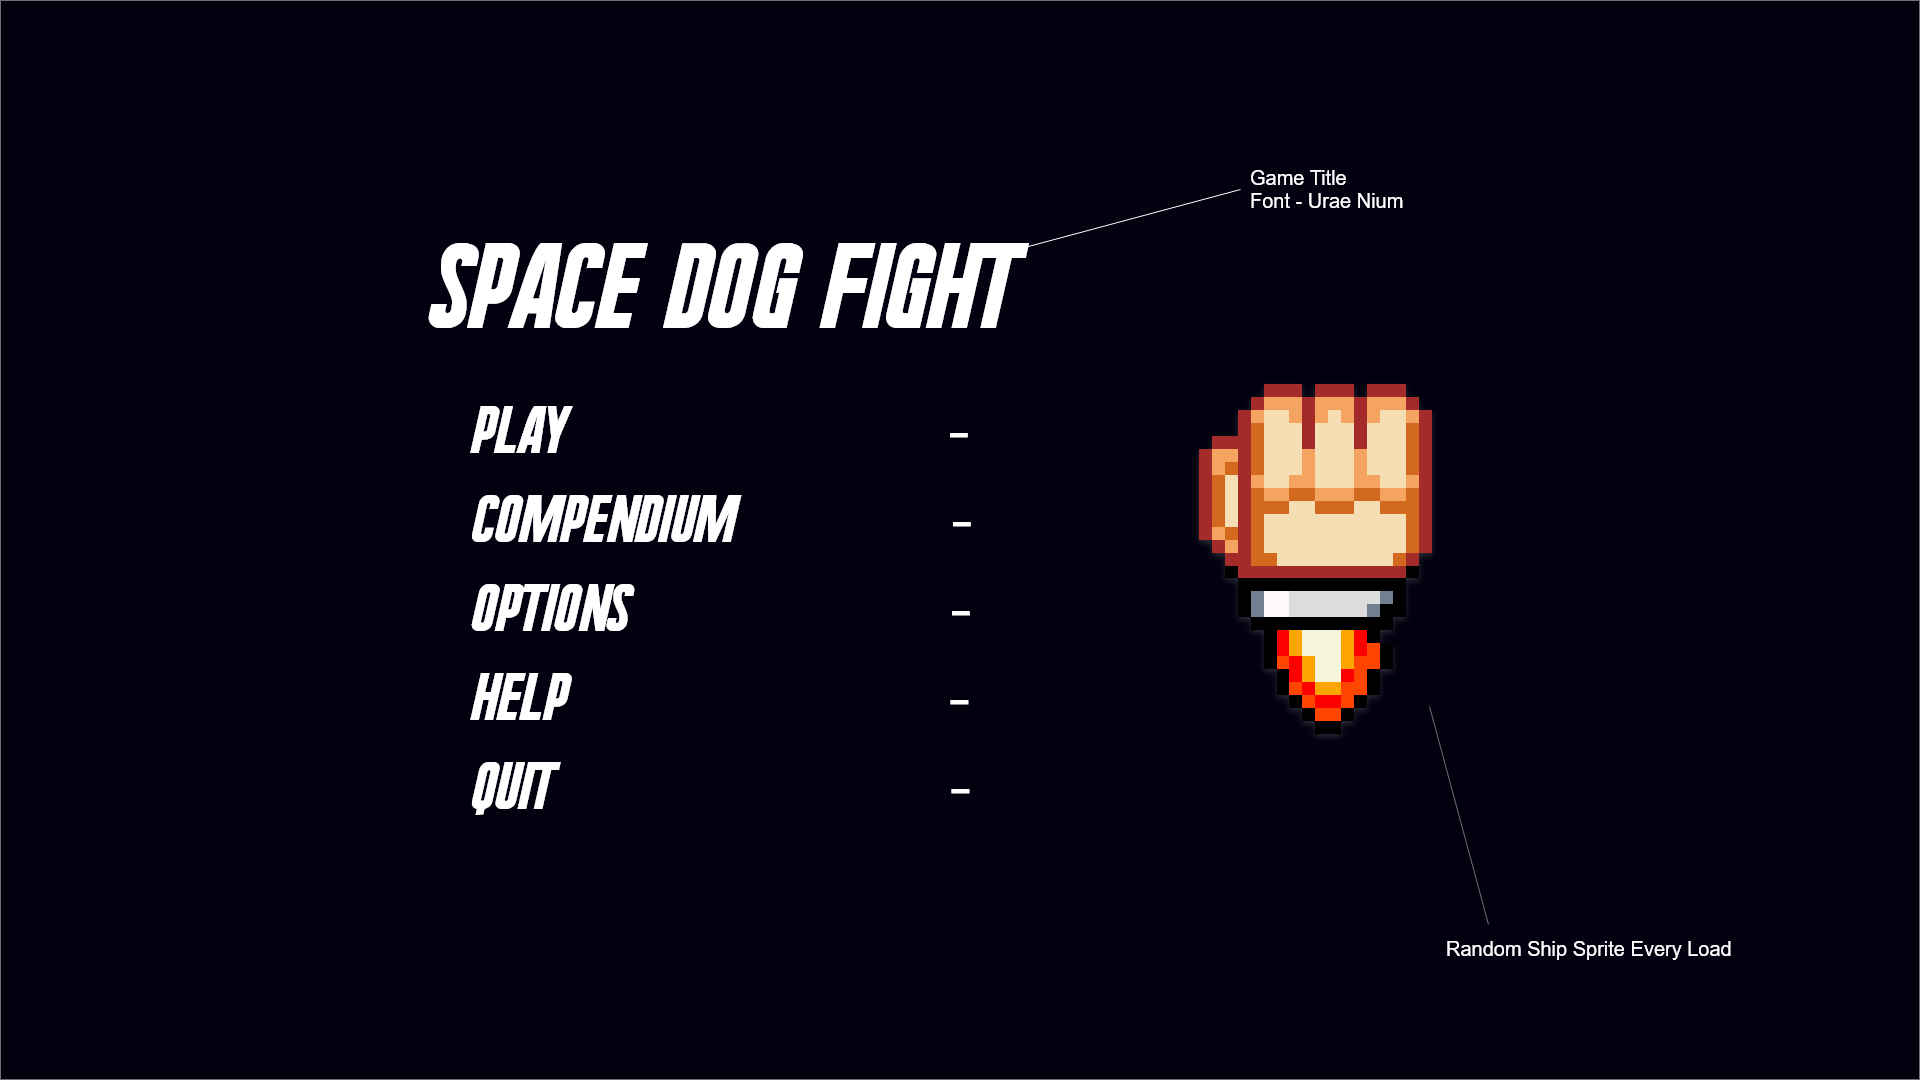 Game Title
Font - Urae Nium
SPACE DOG FIGHT
PLAY -
COMPENDIUM -
OPTIONS -
HELP -
QUIT -
Random Ship Sprite Every Load